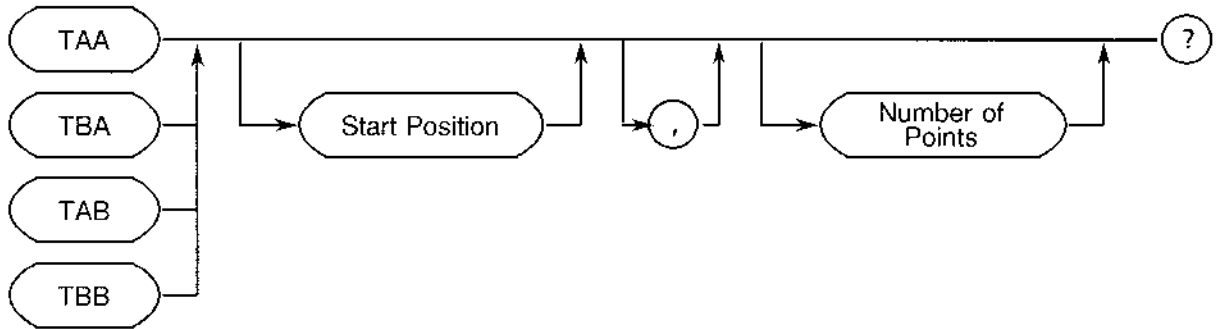 TAA
?
TBA
Start Position
,
Number of
Points
TAB
TBB